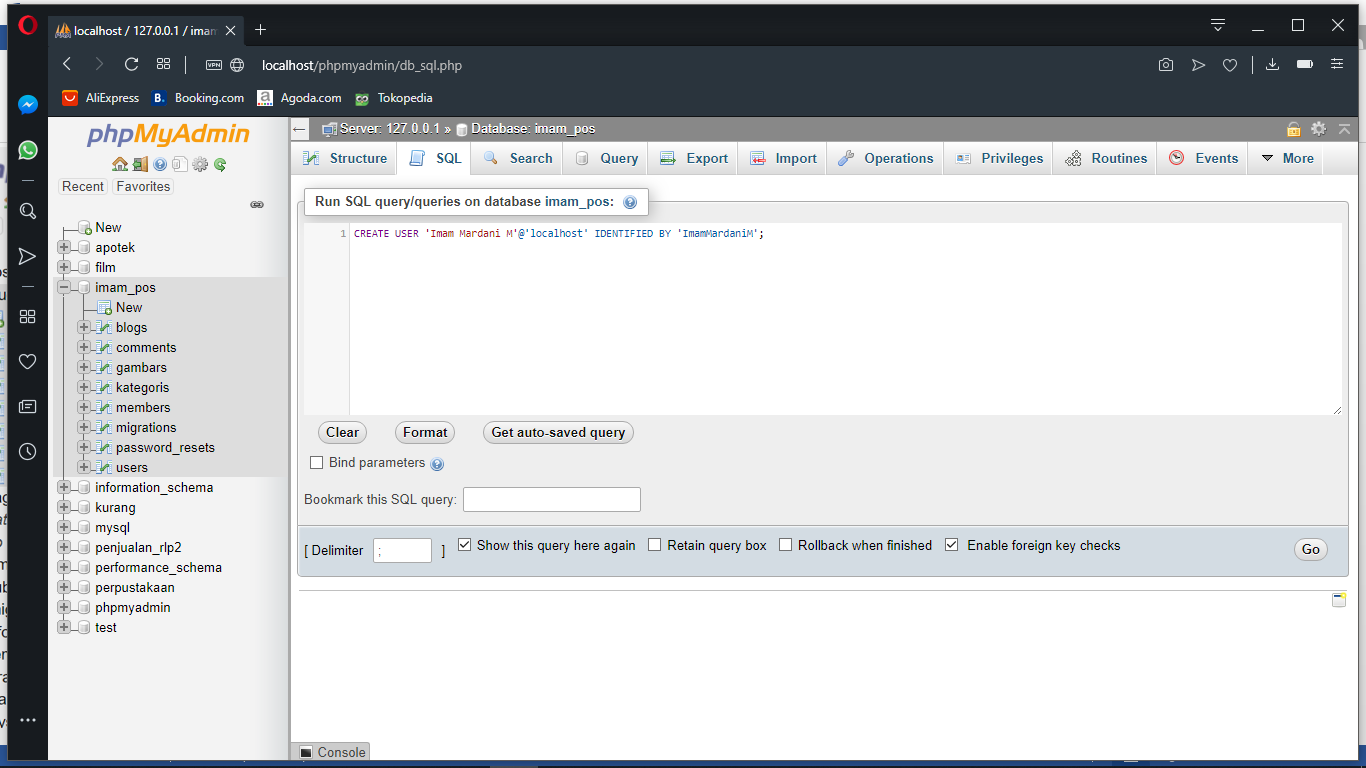 localhost / 127.0.0.1 / imam
VPN localhost/phpmyadmin/db_sql.php
AliExpress B. Booking.com a Agoda.com Tokopedia
phpMyAdmin
Recent Favorites
New
apotek
film
imam_pos
New
blogs
comments
gambars
kategoris
members
migrations
password_resets
users
information_schema
kurang
mysql
penjualan_rlp2
performance_schema
perpustakaan
phpmyadmin
test
Server: 127.0.0.1 » Database: imam_pos
Structure SQL Search Query Export Import Operations Privileges Routines Events More
Run SQL query/queries on database imam_pos:
1 CREATE USER 'Imam Mardani M'@'localhost' IDENTIFIED BY 'ImamMardaniM';
Clear Format Get auto-saved query
Bind parameters
Bookmark this SQL query:
[ Delimiter ; ] Show this query here again Retain query box Rollback when finished Enable foreign key checks Go
Console